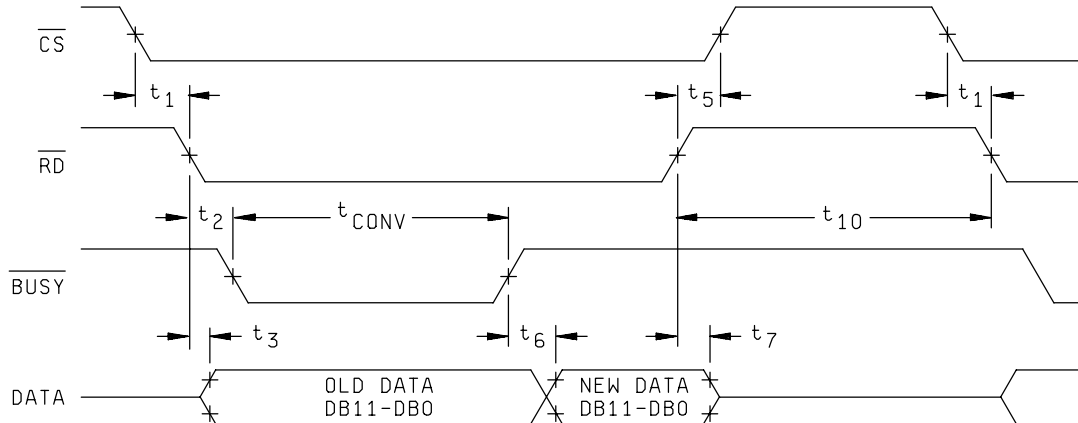 CS
t1 t5 t1
RD
t2 tCONV t10
BUSY
t3 t6 t7
DATA
OLD DATA
DB11-DB0
NEW DATA
DB11-DB0